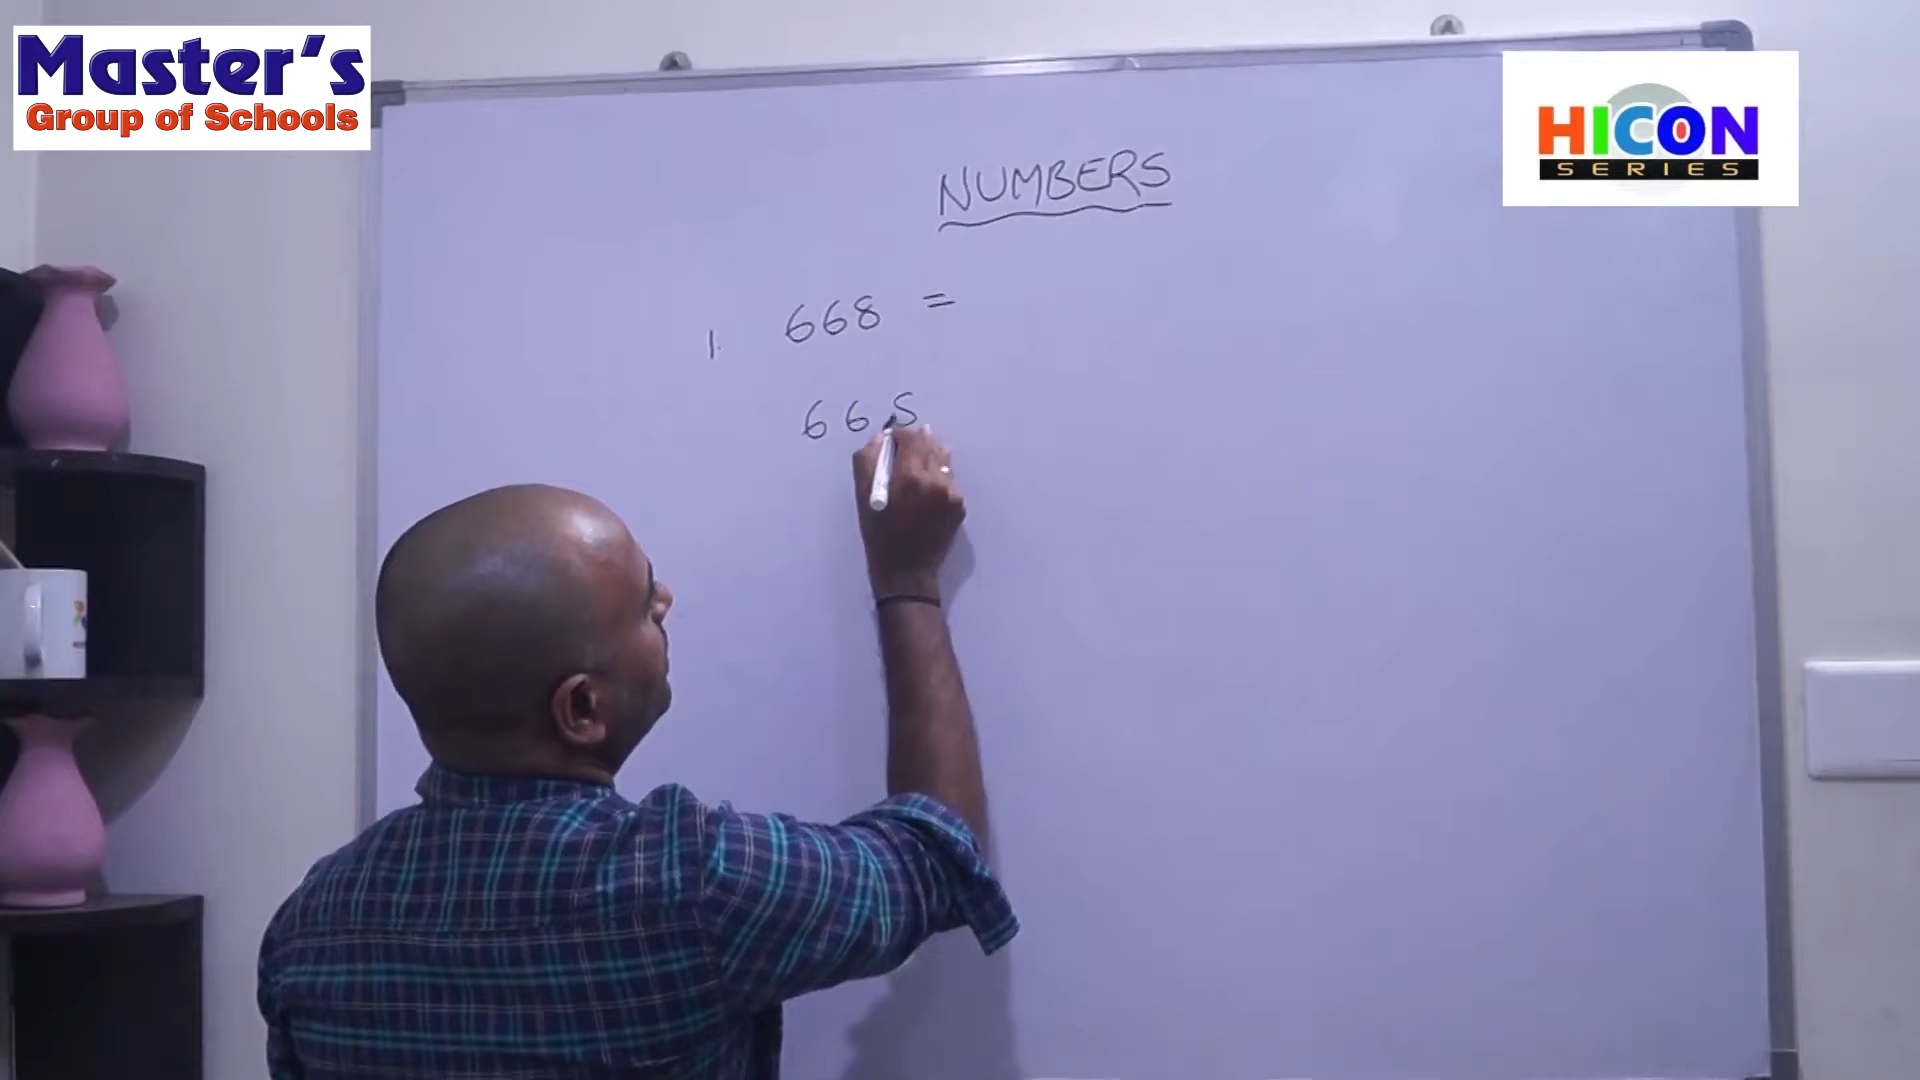 Master's
Group of Schools
HICON
SERIES
NUMBERS
1. 668 =
66